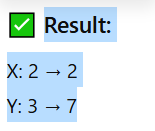 ✅ Result:
X: 2 → 2
Y: 3 → 7